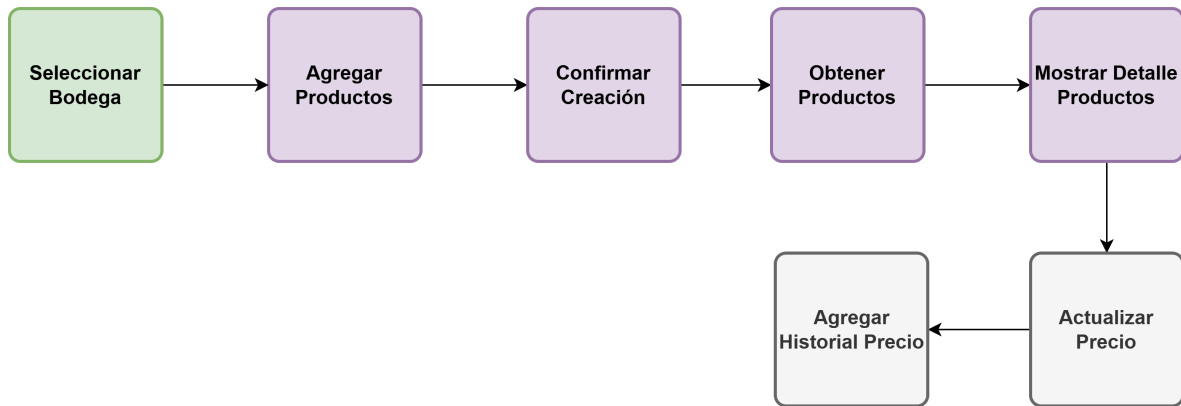 Seleccionar
Bodega
Agregar
Productos
Confirmar
Creación
Obtener
Productos
Mostrar Detalle
Productos
Agregar
Historial Precio
Actualizar
Precio